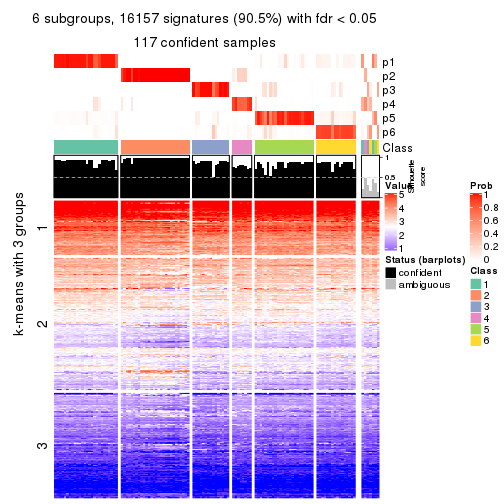 6 subgroups, 16157 signatures (90.5%) with fdr < 0.05
117 confident samples
p1
p2
p3
p4
p5
p6
Class
1
0.5
0
Silhouette
score
k-means with 3 groups
1
2
3
Value
5
4
3
2
1
Status (barplots)
confident
ambiguous
Prob
1
0.8
0.6
0.4
0.2
0
Class
1
2
3
4
5
6